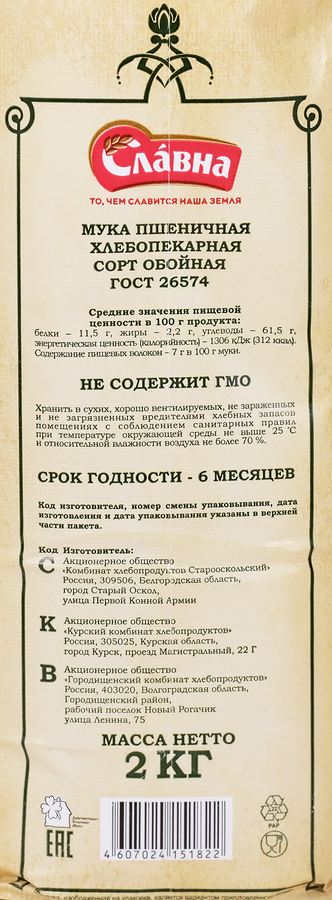 Славна
ТО, ЧЕМ СЛАВИТСЯ НАША ЗЕМЛЯ
МУКА ПШЕНИЧНАЯ
ХЛЕБОПЕКАРНАЯ
СОРТ ОБОЙНАЯ
ГОСТ 26574
Средние значения пищевой
ценности в 100 г продукта:
белки – 11,5 г, жиры – 2,2 г, углеводы – 61,5 г,
энергетическая ценность (калорийность) – 1306 кДж (312 ккал).
Содержание пищевых волокон – 7 г в 100 г муки.
НЕ СОДЕРЖИТ ГМО
Хранить в сухих, хорошо вентилируемых, не зараженных
и не загрязненных вредителями хлебных запасов
помещениях с соблюдением санитарных правил
при температуре окружающей среды не выше 25 °С
и относительной влажности воздуха не более 70 %.
СРОК ГОДНОСТИ - 6 МЕСЯЦЕВ
Код изготовителя, номер смены упаковывания, дата
изготовления и дата упаковывания указаны в верхней
части пакета.
Код Изготовитель:
С Акционерное общество
«Комбинат хлебопродуктов Старооскольский»
Россия, 309506, Белгородская область,
город Старый Оскол,
улица Первой Конной Армии
К Акционерное общество
«Курский комбинат хлебопродуктов»
Россия, 305025, Курская область,
город Курск, проезд Магистральный, 22 Г
В Акционерное общество
«Городищенский комбинат хлебопродуктов»
Россия, 403020, Волгоградская область,
Городищенский район,
рабочий поселок Новый Рогачик
улица Ленина, 75
МАССА НЕТТО
2 КГ
EAC
4 607024 151822
22
PAP